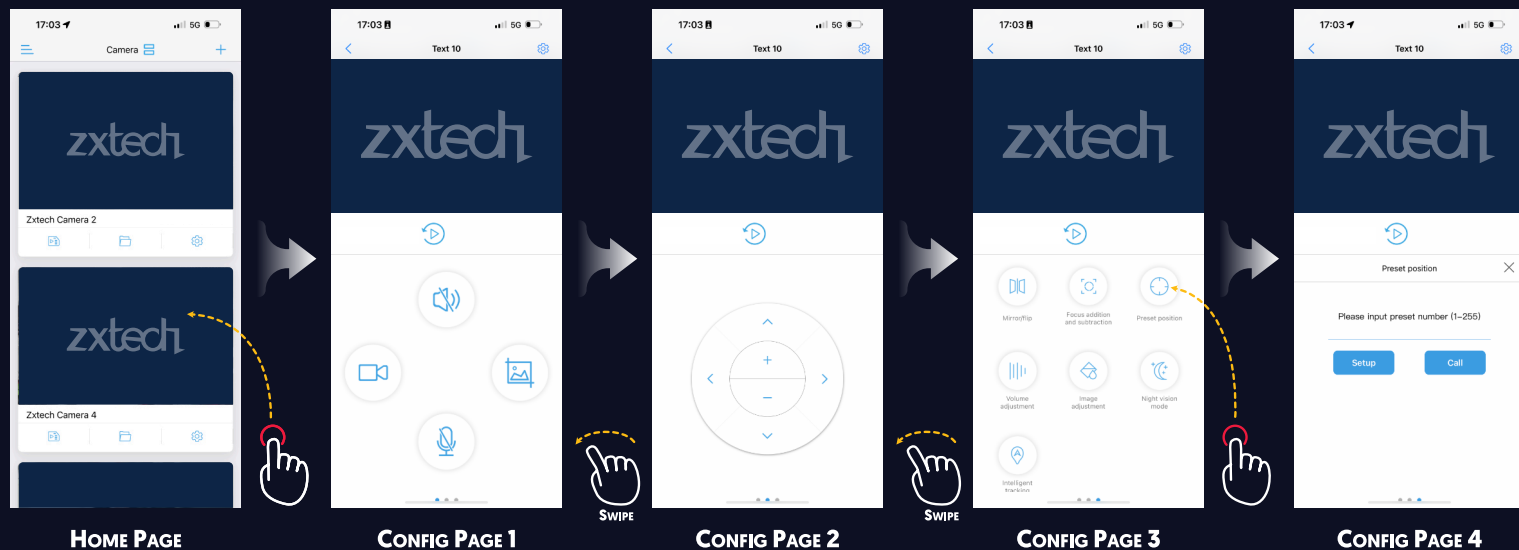 17:03
5G
Camera
zxtech
Zxtech Camera 2
zxtech
Zxtech Camera 4
HOME PAGE
17:03
5G
Text 10
zxtech
CONFIG PAGE 1
SWIPE
17:03
5G
Text 10
zxtech
CONFIG PAGE 2
SWIPE
17:03
5G
Text 10
zxtech
Mirror/flip
Focus addition
and subtraction
Preset position
Volume
adjustment
Image
adjustment
Night vision
mode
Intelligent
tracking
CONFIG PAGE 3
17:03
5G
Text 10
zxtech
Preset position
Please input preset number (1-255)
Setup
Call
CONFIG PAGE 4